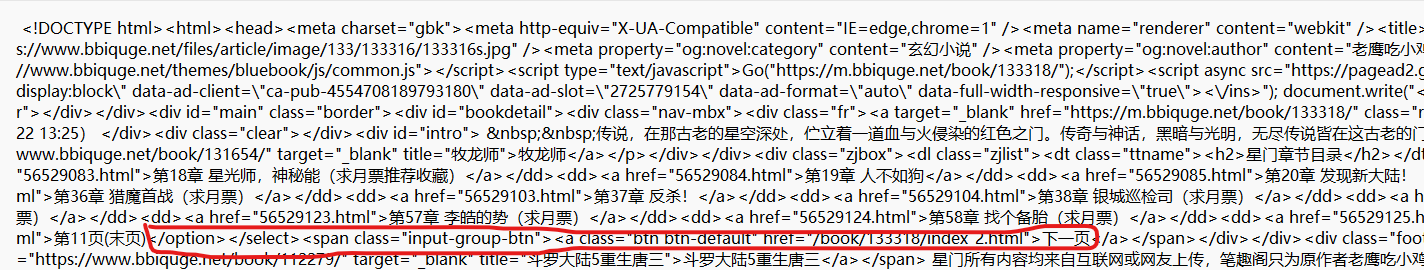 <!DOCTYPE html><html><head><meta charset="gbk"><meta http-equiv="X-UA-Compatible" content="IE=edge,chrome=1" /><meta name="renderer" content="webkit" /><title>
s://www.bbiquge.net/files/article/image/133/133316/133316s.jpg" /><meta property="og:novel:category" content="玄幻小说" /><meta property="og:novel:author" content="老鹰吃小鸡
//www.bbiquge.net/themes/bluebook/js/common.js"></script><script type="text/javascript">Go("https://m.bbiquge.net/book/133318/");</script><script async src="https://pagead2.g
display:block\" data-ad-client=\"ca-pub-4554708189793180\" data-ad-slot=\"2725779154\" data-ad-format=\"auto\" data-full-width-responsive=\"true\"><\/ins>"); document.write("<
r"></div></div><div id="main" class="border"><div id="bookdetail"><div class="nav-mbx"><div class="fr"><a target="_blank" href="https://m.bbiquge.net/book/133318/" class="r
22 13:25) </div><div class="clear"></div><div id="intro"> &nbsp;&nbsp;传说，在那古老的星空深处，伫立着一道血与火侵染的红色之门。传奇与神话，黑暗与光明，无尽传说皆在这古老的门
www.bbiquge.net/book/131654/" target="_blank" title="牧龙师">牧龙师</a></p></div></div><div class="zjbox"><dl class="zjlist"><dt class="ttname"><h2>星门章节目录</h2></dt
"56529083.html">第18章 星光师，神秘能（求月票推荐收藏）</a></dd><dd><a href="56529084.html">第19章 人不如狗</a></dd><dd><a href="56529085.html">第20章 发现新大陆！
ml">第36章 猎魔首战（求月票）</a></dd><dd><a href="56529103.html">第37章 反杀！</a></dd><dd><a href="56529104.html">第38章 银城巡检司（求月票）</a></dd><dd><a
票）</a></dd><dd><a href="56529123.html">第57章 李皓的势（求月票）</a></dd><dd><a href="56529124.html">第58章 找个备胎（求月票）</a></dd><dd><a href="56529125.h
ml">第11页(末页)</option></select><span class="input-group-btn"><a class="btn btn-default" href="/book/133318/index_2.html">下一页</a></span></div></div><div class="foo
="https://www.bbiquge.net/book/112279/" target="_blank" title="斗罗大陆5重生唐三">斗罗大陆5重生唐三</a></span> 星门所有内容均来自互联网或网友上传，笔趣阁只为原作者老鹰吃小鸡